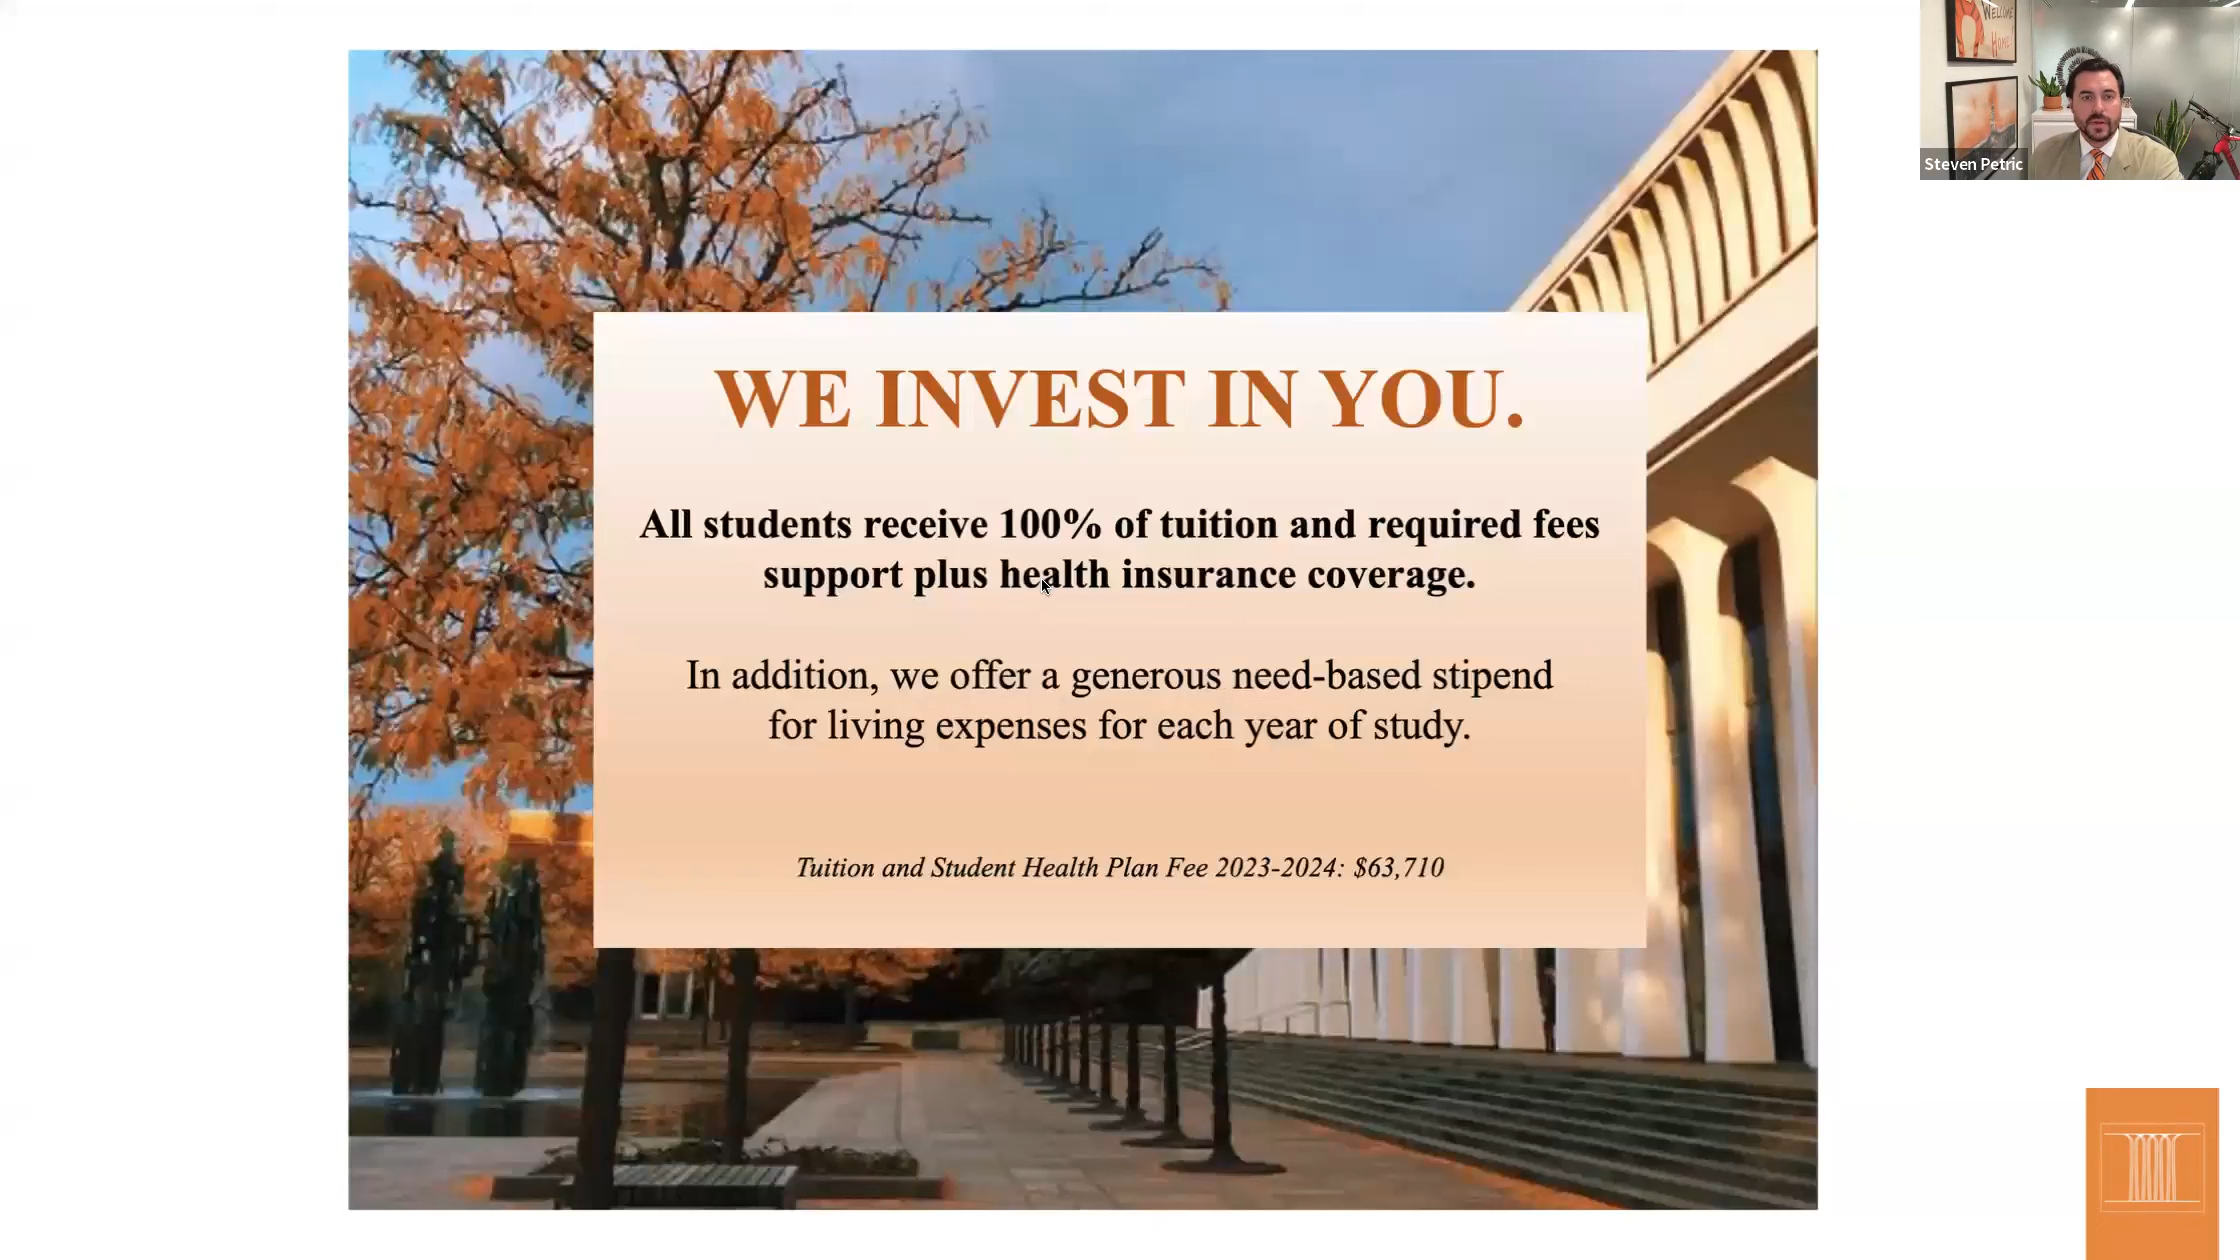 WELCOME
HOME!
Steven Petric
WE INVEST IN YOU.
All students receive 100% of tuition and required fees
support plus health insurance coverage.
In addition, we offer a generous need-based stipend
for living expenses for each year of study.
Tuition and Student Health Plan Fee 2023-2024: $63,710